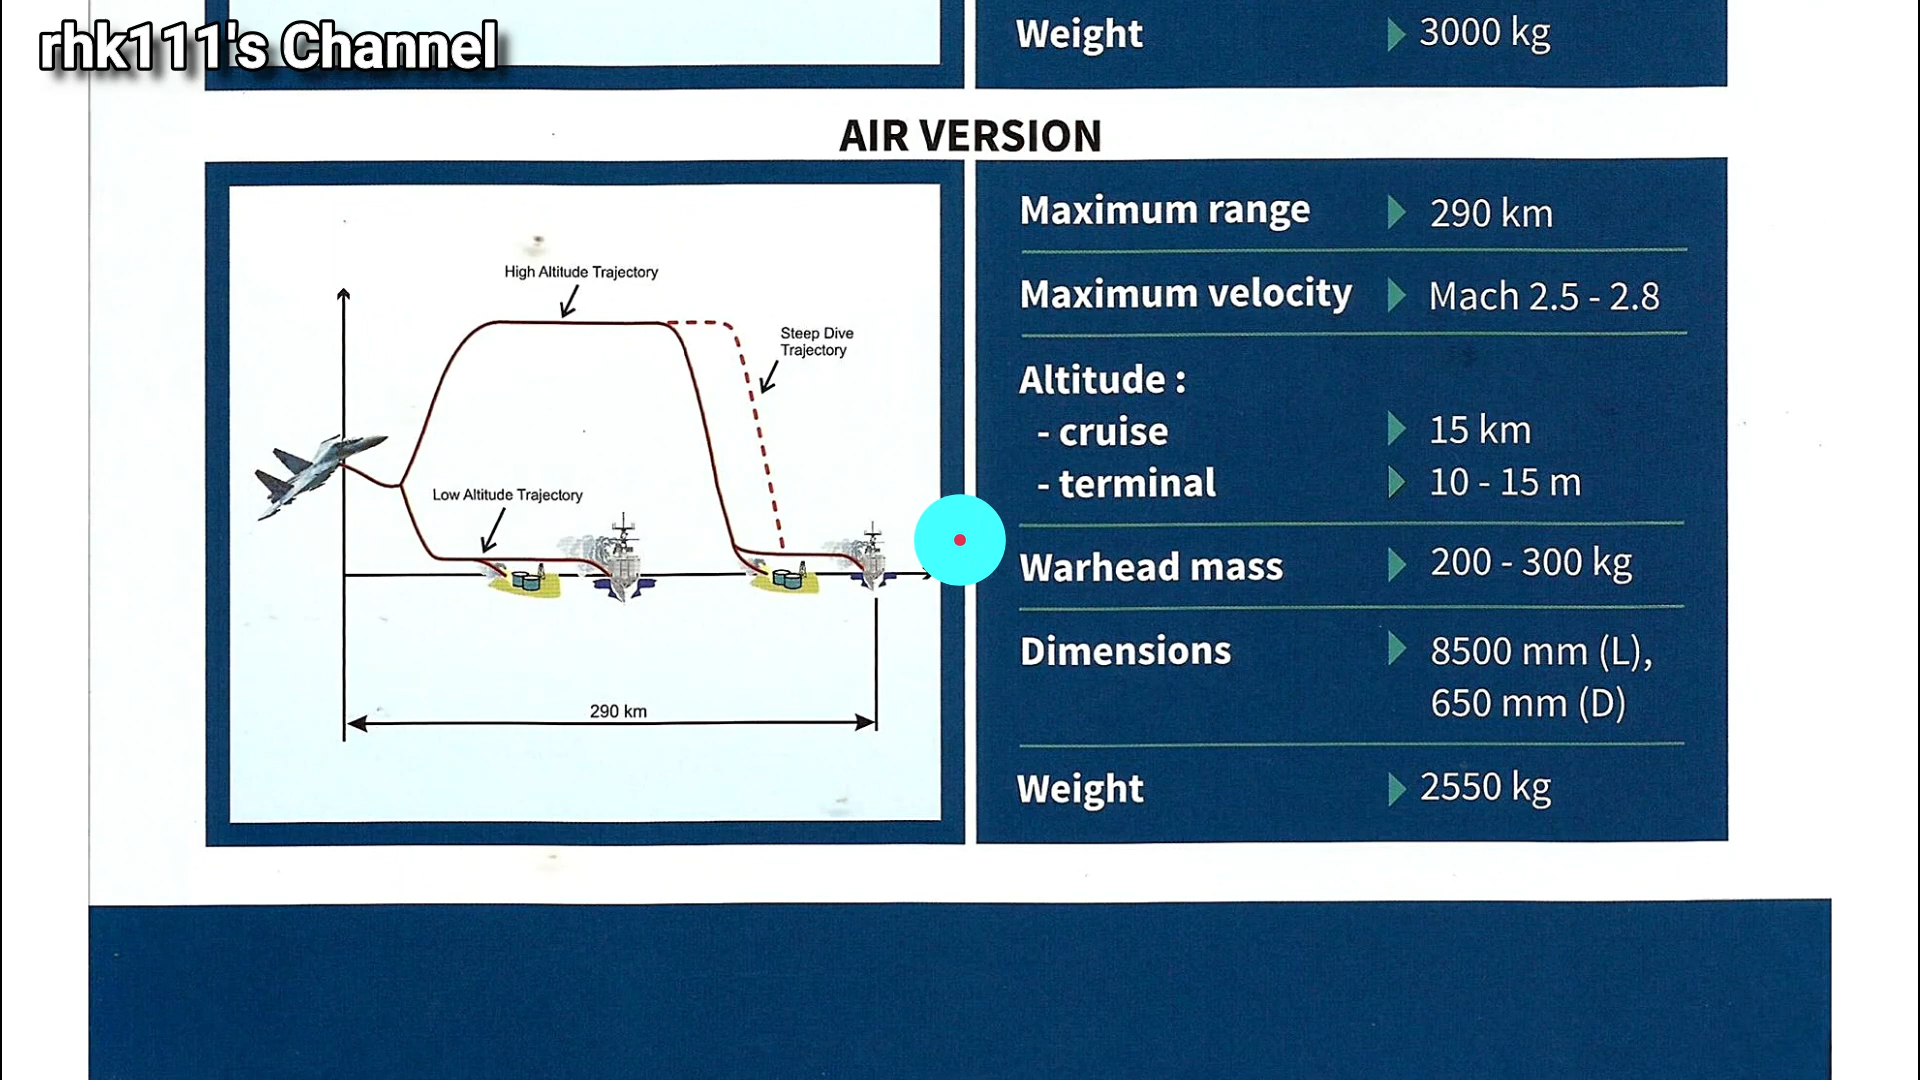 rhk111's Channel
Weight 3000 kg
AIR VERSION
High Altitude Trajectory
Steep Dive
Trajectory
Low Altitude Trajectory
290 km
Maximum range 290 km
Maximum velocity Mach 2.5 - 2.8
Altitude :
- cruise 15 km
- terminal 10 - 15 m
Warhead mass 200 - 300 kg
Dimensions 8500 mm (L),
650 mm (D)
Weight 2550 kg